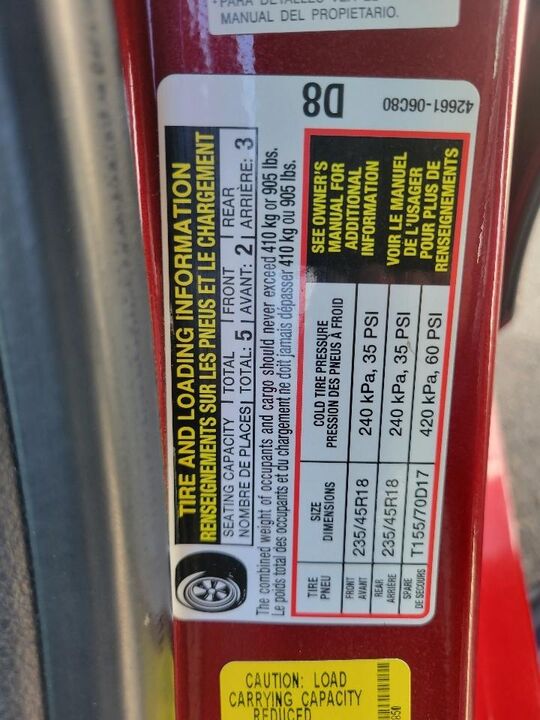 *PARA DETALLES VER EL
MANUAL DEL PROPIETARIO.
TIRE AND LOADING INFORMATION
RENSEIGNEMENTS SUR LES PNEUS ET LE CHARGEMENT
SEATING CAPACITY TOTAL FRONT REAR
NOMBRE DE PLACES TOTAL: 5 AVANT: 2 ARRIÈRE: 3
The combined weight of occupants and cargo should never exceed 410 kg or 905 lbs.
Le poids total des occupants et du chargement ne doit jamais dépasser 410 kg ou 905 lbs.
TIRE SIZE COLD TIRE PRESSURE
PNEU DIMENSIONS PRESSION DES PNEUS À FROID
FRONT
AVANT 235/45R18 240 kPa, 35 PSI
REAR
ARRIÈRE 235/45R18 240 kPa, 35 PSI
SPARE
DE SECOURS T155/70D17 420 kPa, 60 PSI
SEE OWNER'S
MANUAL FOR
ADDITIONAL
INFORMATION
VOIR LE MANUEL
DE L'USAGER
POUR PLUS DE
RENSEIGNEMENTS
D8
42661-06C80
CAUTION: LOAD
CARRYING CAPACITY
REDUCED